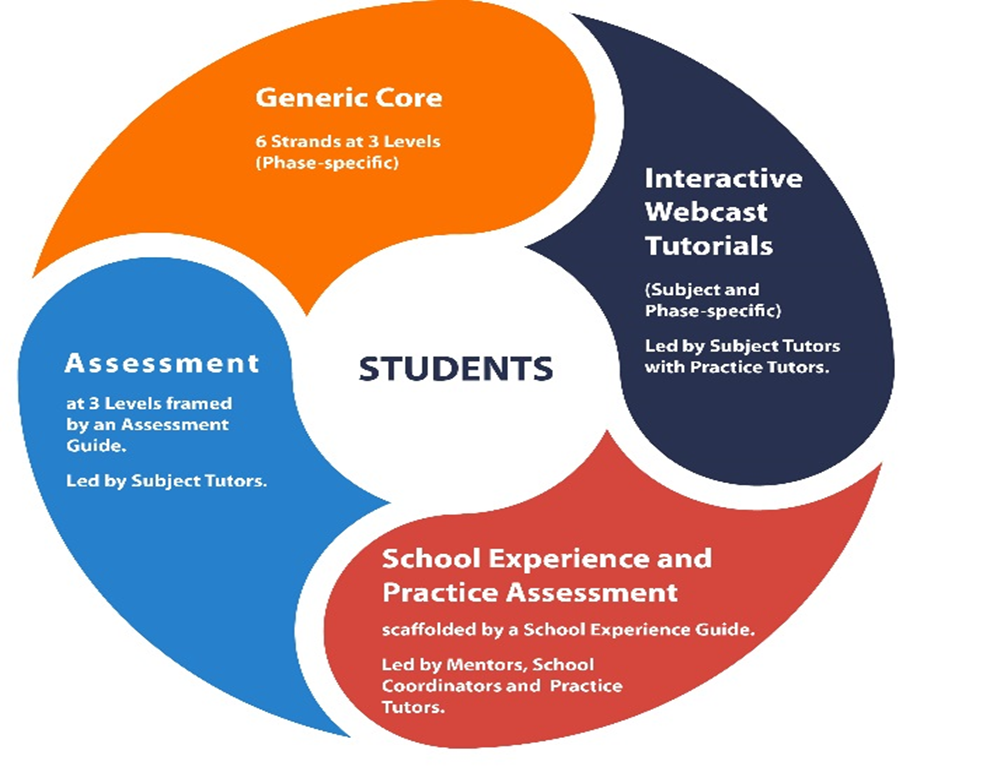 Generic Core
6 Strands at 3 Levels
(Phase-specific)
Interactive
Webcast
Tutorials
(Subject and
Phase-specific)
Led by Subject Tutors
with Practice Tutors.
STUDENTS
Assessment
at 3 Levels framed
by an Assessment
Guide.
Led by Subject Tutors.
School Experience and
Practice Assessment
scaffolded by a School Experience Guide.
Led by Mentors, School
Coordinators and Practice
Tutors.